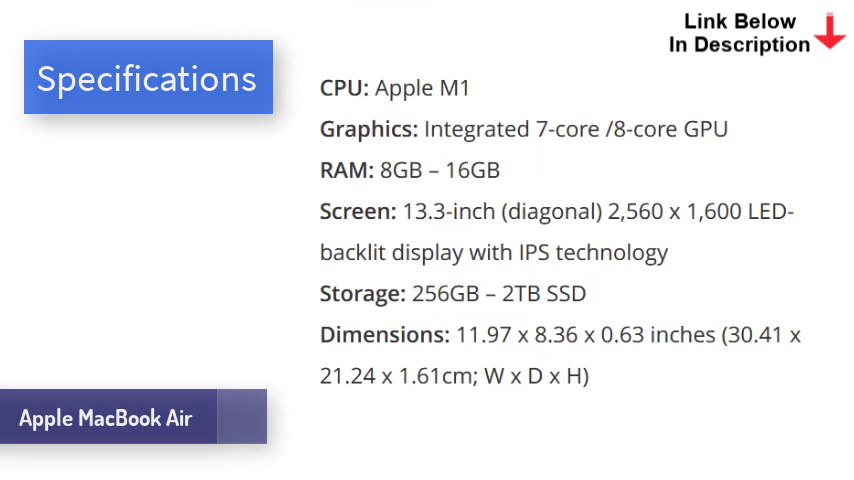 Link Below
In Description
Specifications
CPU: Apple M1
Graphics: Integrated 7-core /8-core GPU
RAM: 8GB – 16GB
Screen: 13.3-inch (diagonal) 2,560 x 1,600 LED-
backlit display with IPS technology
Storage: 256GB – 2TB SSD
Dimensions: 11.97 x 8.36 x 0.63 inches (30.41 x
21.24 x 1.61cm; W x D x H)
Apple MacBook Air